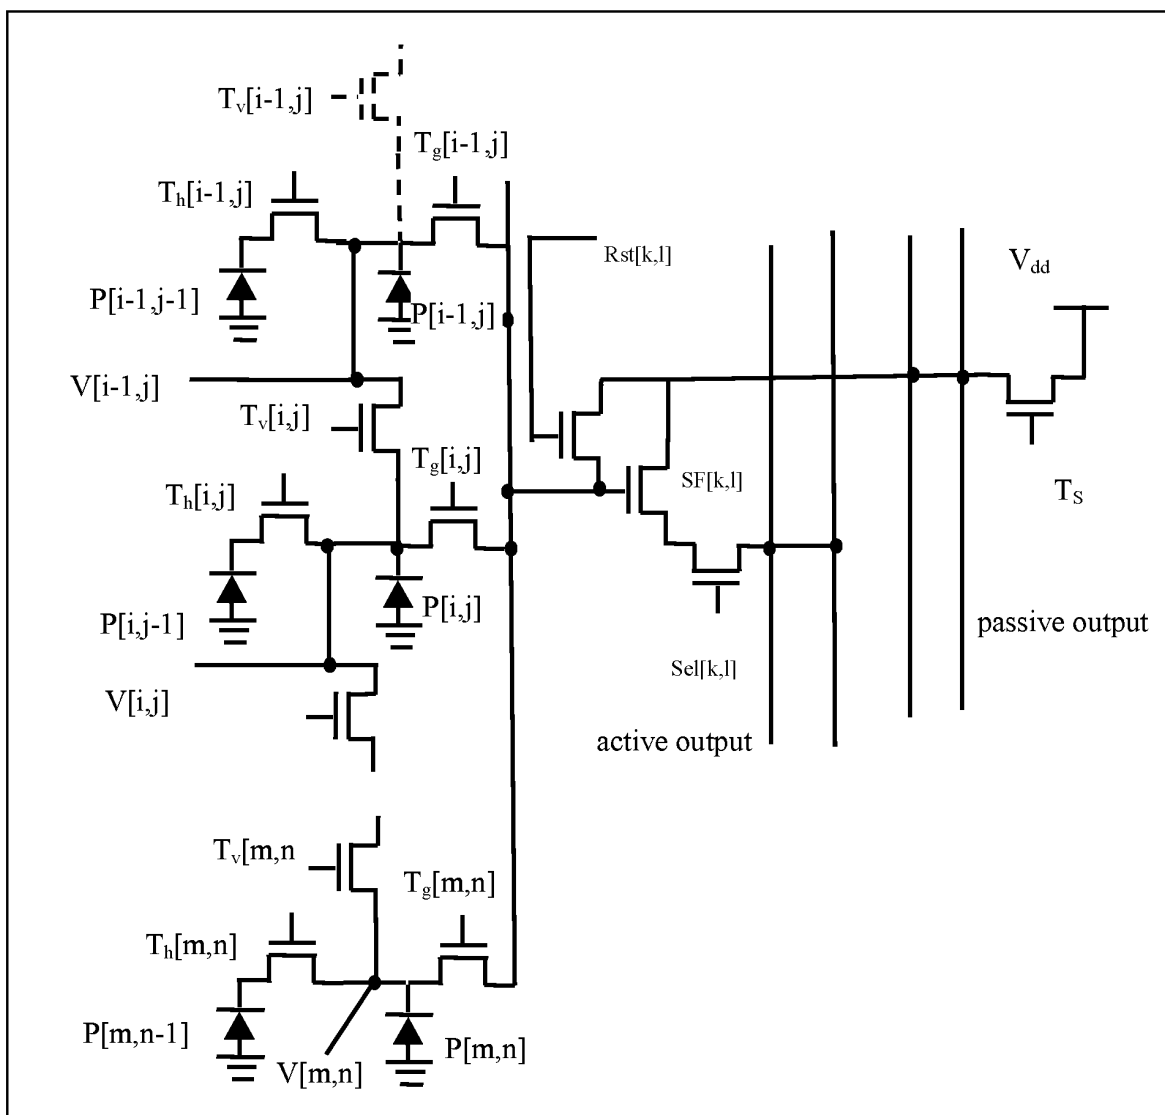 Tv[i-1,j]
Tg[i-1,j]
Th[i-1,j]
Rst[k,l]
Vdd
P[i-1,j-1]
P[i-1,j]
V[i-1,j]
Tv[i,j]
Tg[i,j]
Th[i,j]
SF[k,l]
TS
P[i,j]
P[i,j-1]
passive output
Sel[k,l]
V[i,j]
active output
Tv[m,n
Tg[m,n]
Th[m,n]
P[m,n-1]
P[m,n]
V[m,n]